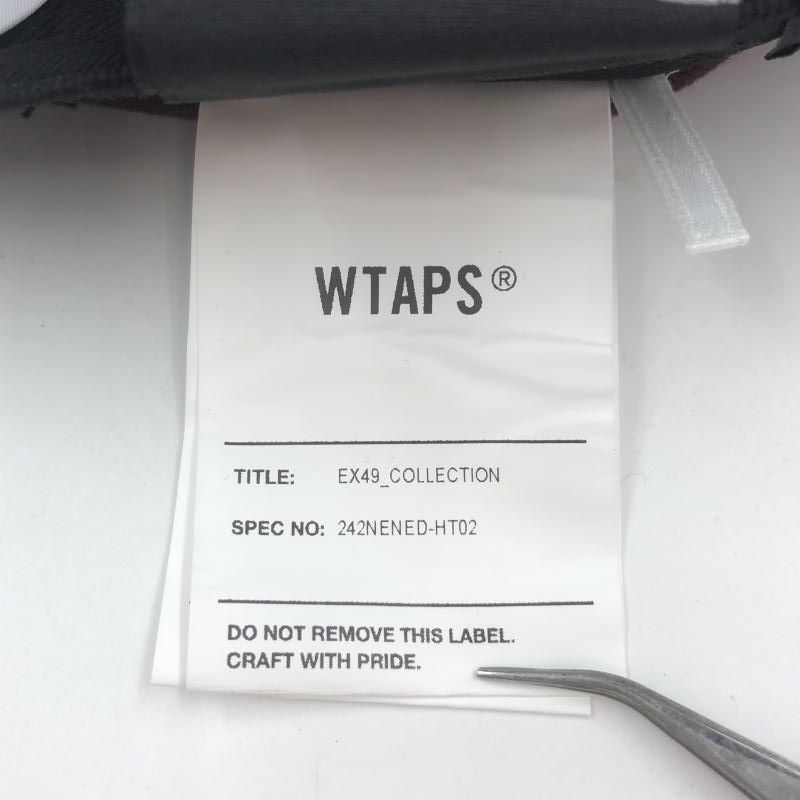 WTAPS®
TITLE: EX49_COLLECTION
SPEC NO: 242NENED-HT02
DO NOT REMOVE THIS LABEL.
CRAFT WITH PRIDE.